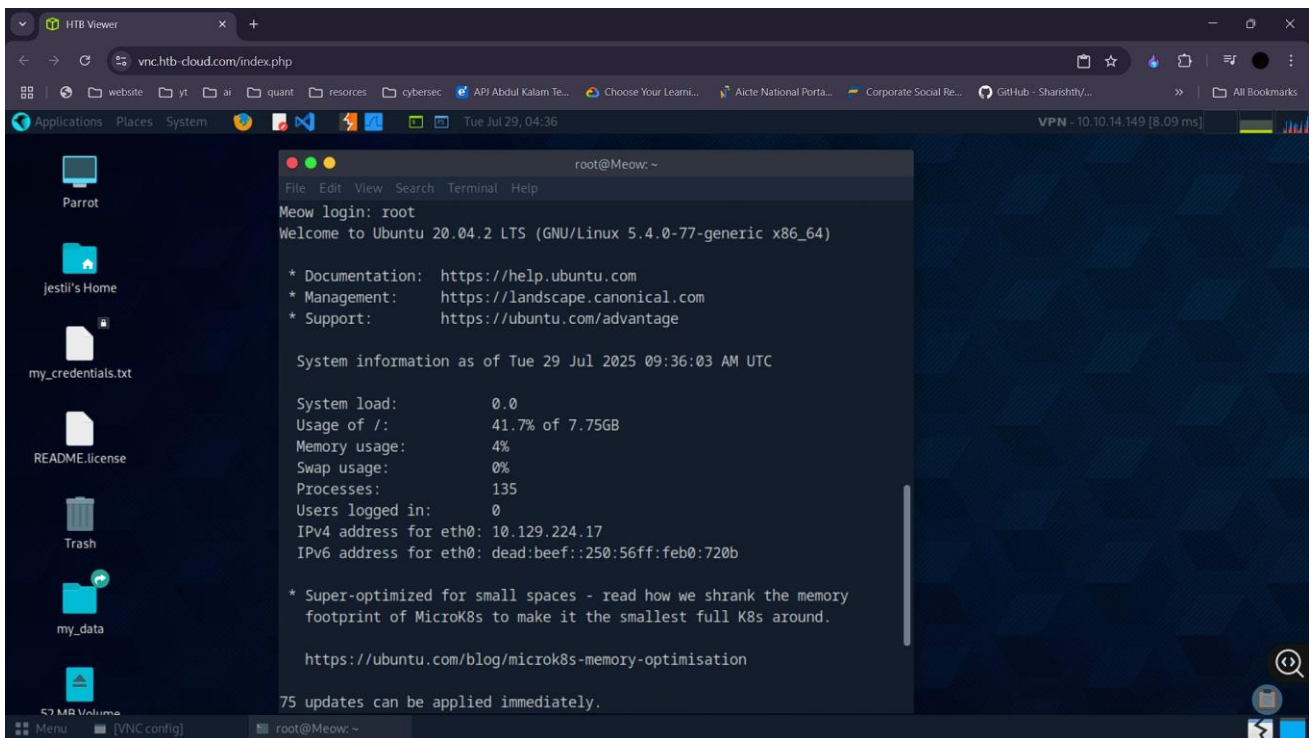 HTB Viewer
vnc.htb-cloud.com/index.php
website yt ai quant resorces cybersec APJ Abdul Kalam Te... Choose Your Learni... Aicte National Porta... Corporate Social Re... GitHub - Sharishtth/... All Bookmarks
Applications Places System Tue Jul 29, 04:36 VPN - 10.10.14.149 [8.09 ms]
root@Meow: ~
File Edit View Search Terminal Help
Parrot
jestii's Home
my_credentials.txt
README.license
Trash
my_data
52 MB Volume
Meow login: root
Welcome to Ubuntu 20.04.2 LTS (GNU/Linux 5.4.0-77-generic x86_64)
* Documentation: https://help.ubuntu.com
* Management: https://landscape.canonical.com
* Support: https://ubuntu.com/advantage
System information as of Tue 29 Jul 2025 09:36:03 AM UTC
System load: 0.0
Usage of /: 41.7% of 7.75GB
Memory usage: 4%
Swap usage: 0%
Processes: 135
Users logged in: 0
IPv4 address for eth0: 10.129.224.17
IPv6 address for eth0: dead:beef::250:56ff:feb0:720b
* Super-optimized for small spaces - read how we shrank the memory
footprint of MicroK8s to make it the smallest full K8s around.
https://ubuntu.com/blog/microk8s-memory-optimisation
75 updates can be applied immediately.
Menu [VNC config] root@Meow: ~